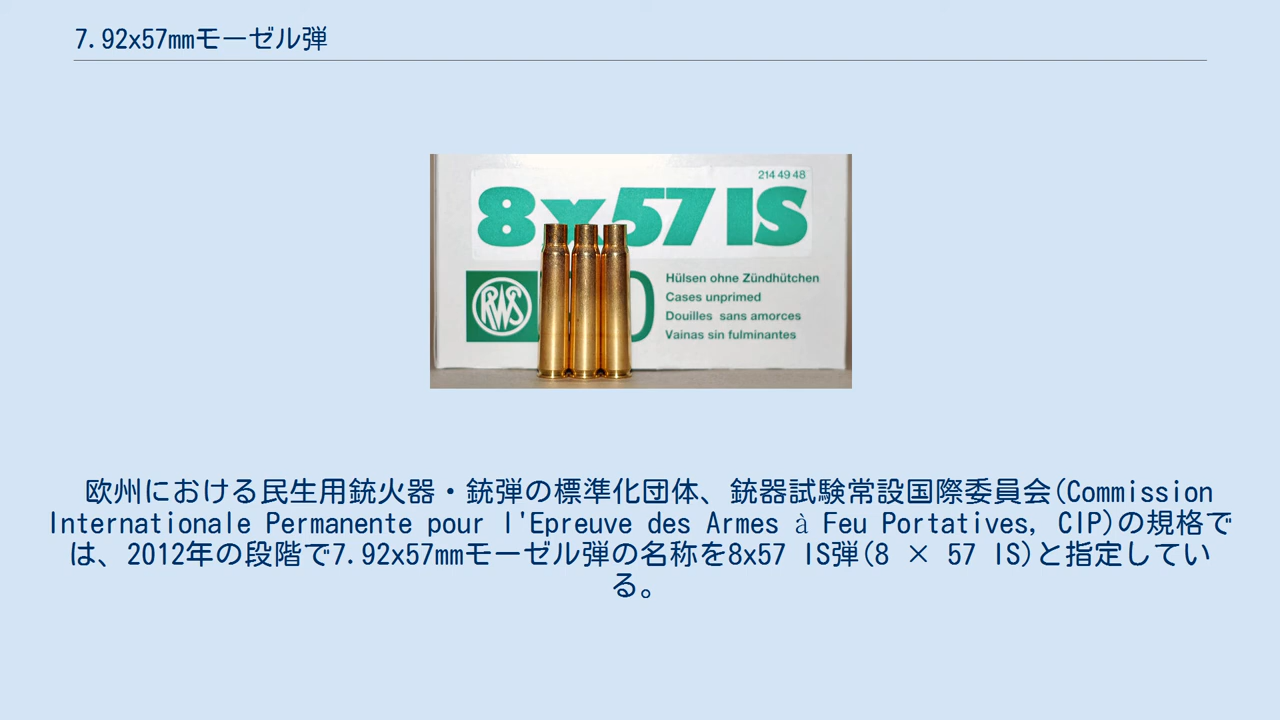 7.92x57mmモーゼル弾
214 49 48
8x57 IS
RWS
Hülsen ohne Zündhütchen
Cases unprimed
Douilles sans amorces
Vainas sin fulminantes
欧州における民生用銃火器・銃弾の標準化団体、銃器試験常設国際委員会(Commission
Internationale Permanente pour l'Epreuve des Armes à Feu Portatives, CIP)の規格で
は、2012年の段階で7.92x57mmモーゼル弾の名称を8x57 IS弾(8 × 57 IS)と指定してい
る。